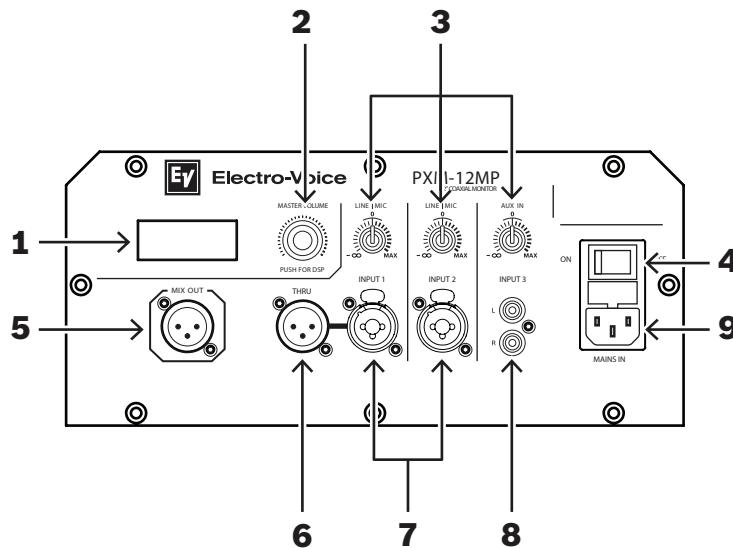 2
3
EV Electro-Voice
PXM-12MP
COAXIAL MONITOR
MASTER VOLUME
LINE MIC
LINE MIC
AUX IN
0
0
0
1
- ∞ MAX
- ∞ MAX
- ∞ MAX
ON
4
PUSH FOR DSP
MIX OUT
THRU
INPUT 1
INPUT 2
INPUT 3
5
L
R
9
MAINS IN
6
7
8